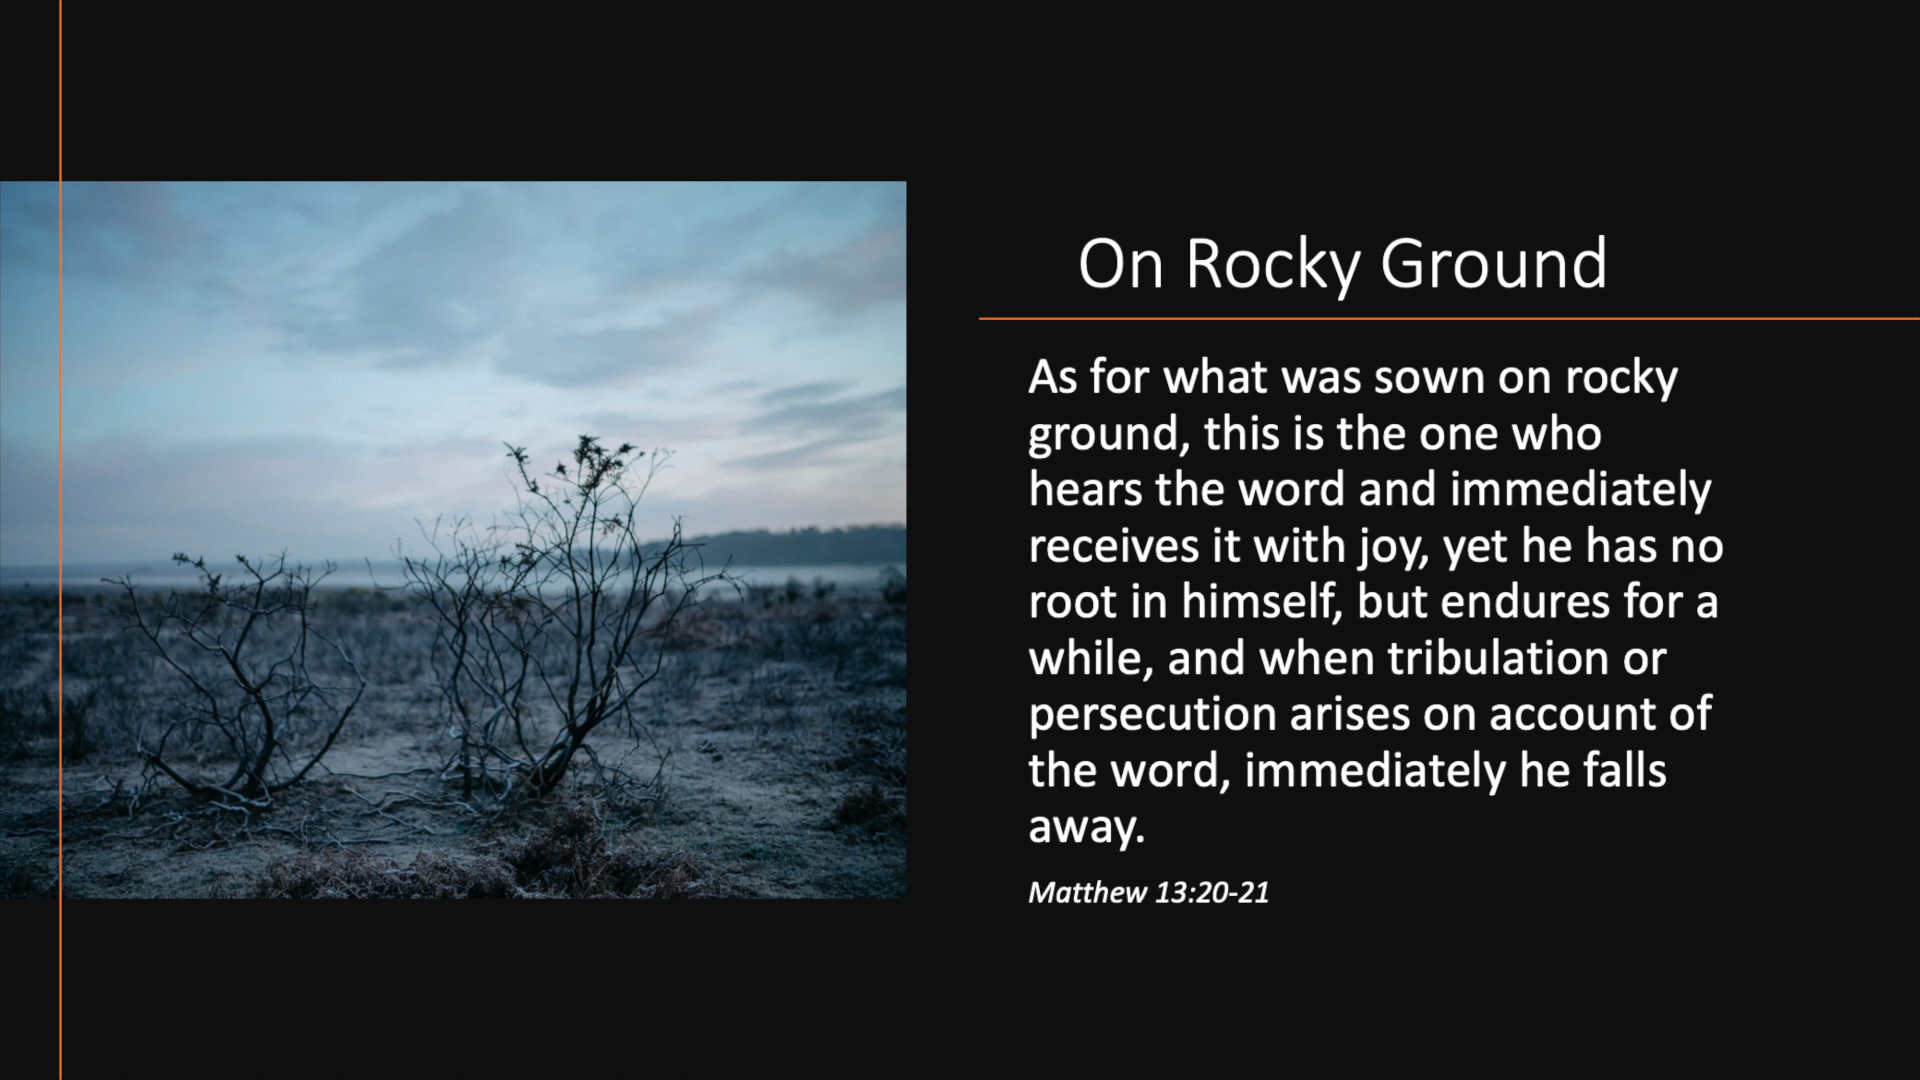 On Rocky Ground
As for what was sown on rocky
ground, this is the one who
hears the word and immediately
receives it with joy, yet he has no
root in himself, but endures for a
while, and when tribulation or
persecution arises on account of
the word, immediately he falls
away.
Matthew 13:20-21